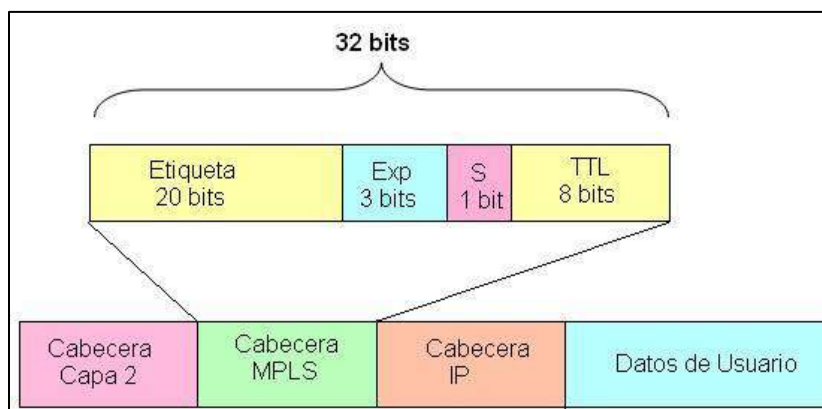 32 bits
Etiqueta
20 bits
Exp
3 bits
S
1 bit
TTL
8 bits
Cabecera
Capa 2
Cabecera
MPLS
Cabecera
IP
Datos de Usuario